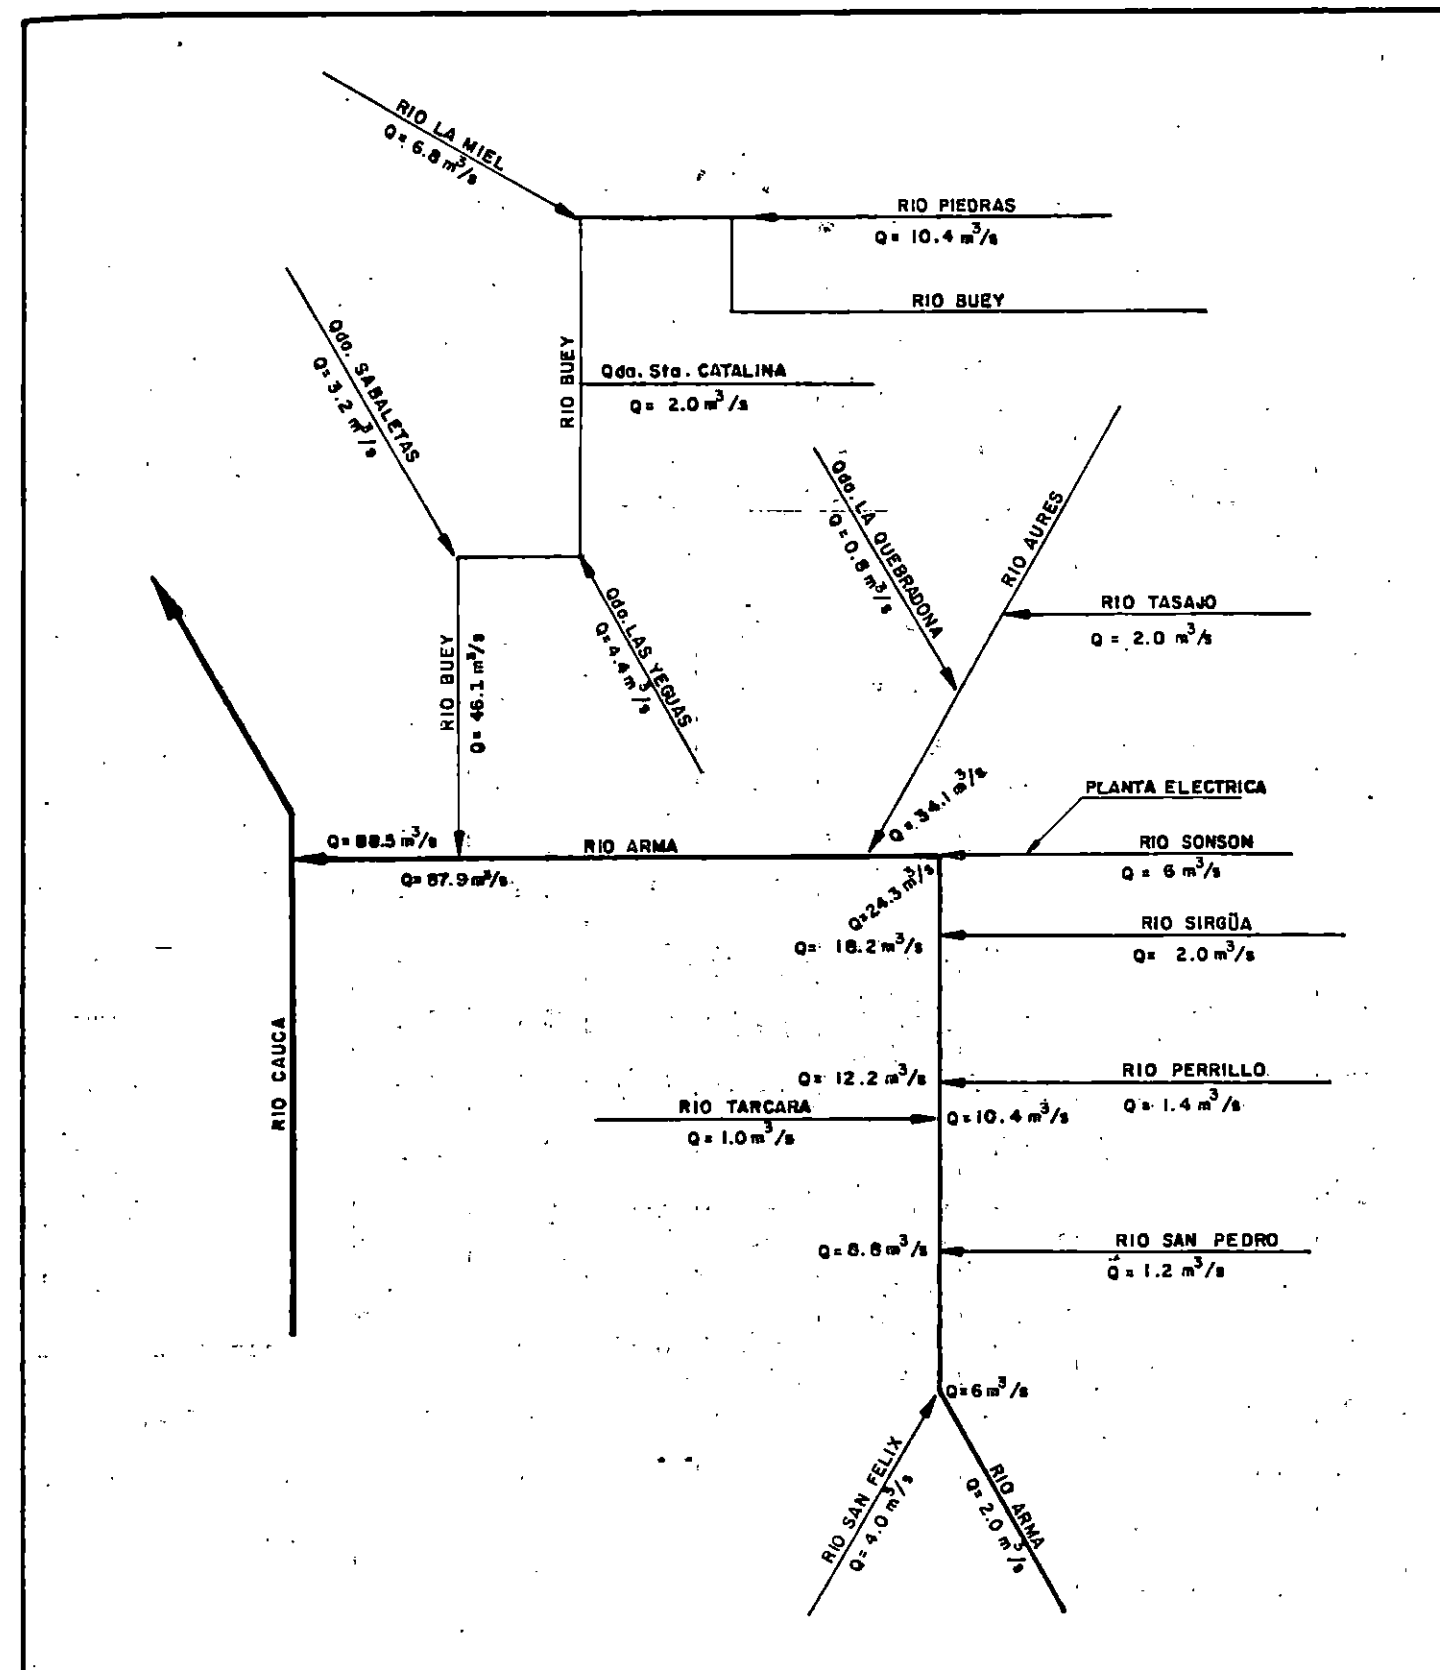 RIO LA MIEL
Q= 6.8 m³/s
RIO PIEDRAS
Q= 10.4 m³/s
RIO BUEY
Qda. SABALETAS
Q= 3.2 m³/s
RIO BUEY
Qda. Sta. CATALINA
Q= 2.0 m³/s
Qda. LA QUEBRADONA
Q= 0.8 m³/s
RIO AURES
RIO TASAJO
Q= 2.0 m³/s
Qda. LAS YEGUAS
Q= 4.4 m³/s
RIO BUEY
Q= 46.1 m³/s
Q= 34.1 m³/s
PLANTA ELECTRICA
Q= 88.5 m³/s
RIO ARMA
RIO SONSON
Q= 87.9 m³/s
Q= 6 m³/s
Q= 24.3 m³/s
RIO SIRGÜA
Q= 18.2 m³/s
Q= 2.0 m³/s
RIO CAUCA
Q= 12.2 m³/s
RIO PERRILLO
Q= 1.4 m³/s
RIO TARCARA
Q= 1.0 m³/s
Q= 10.4 m³/s
RIO SAN PEDRO
Q= 8.8 m³/s
Q= 1.2 m³/s
Q= 6 m³/s
RIO SAN FELIX
Q= 4.0 m³/s
RIO ARMA
Q= 2.0 m³/s